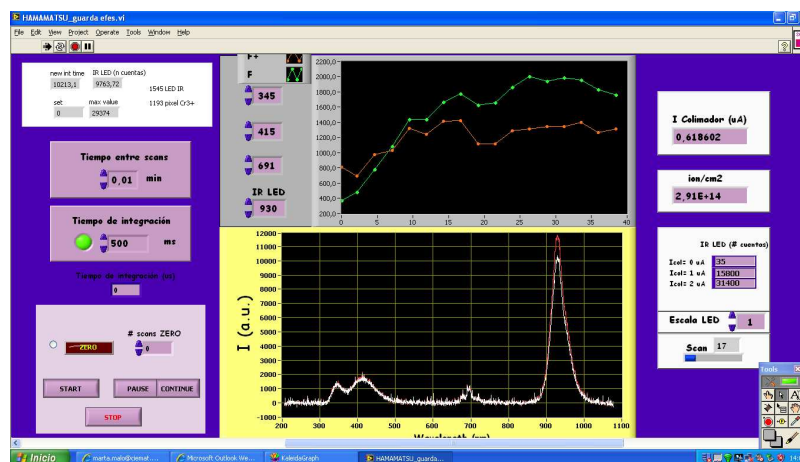 HAMAMATSU_guarda efes.vi
File Edit View Project Operate Tools Window Help
new int time IR LED (n cuentas)
10213,1 9763,72 1545 LED IR
set max value 1193 pixel Cr3+
0 29374
Tiempo entre scans
0,01 min
Tiempo de integración
500 ms
Tiempo de integración (us)
0
# scans ZERO
ZERO 0
START PAUSE CONTINUE
STOP
F+
F
345
415
691
IR LED
930
2200,0
2000,0
1800,0
1600,0
1400,0
1200,0
1000,0
800,0
600,0
400,0
200,0
0 5 10 15 20 25 30 35 40
I (a.u.)
12000
11000
10000
9000
8000
7000
6000
5000
4000
3000
2000
1000
0
-1000
200 300 400 500 600 700 800 900 1000 1100
Wavelength (nm)
I Colimador (uA)
0,618602
ion/cm2
2,91E+14
IR LED (# cuentas)
Icol= 0 uA 35
Icol= 1 uA 15800
Icol= 2 uA 31400
Escala LED 1
Scan 17
Tools
Inicio marta.malo@ciemat.... Microsoft Outlook We... KaleidaGraph HAMAMATSU_guarda...